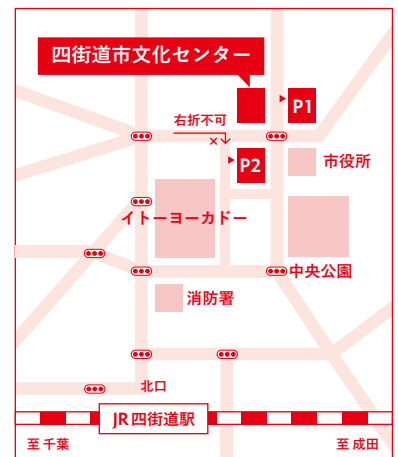 四街道市文化センター
P1
右折不可
×
P2
市役所
イトーヨーカドー
中央公園
消防署
北口
JR四街道駅
至 千葉
至 成田